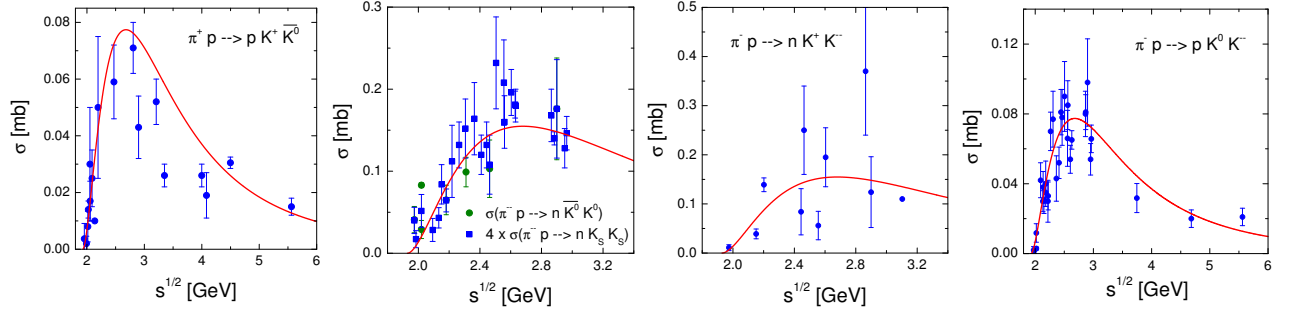 π⁺ p --> p K⁺ K̅⁰
σ [mb]
0.08
0.06
0.04
0.02
0.00
2 3 4 5 6
s^{1/2} [GeV]
σ [mb]
0.3
0.2
0.1
0.0
σ(π⁻ p --> n K̅⁰ K⁰)
4 x σ(π⁻ p --> n K_S K_S)
2.0 2.4 2.8 3.2
s^{1/2} [GeV]
π⁻ p --> n K⁺ K⁻
σ [mb]
0.5
0.4
0.3
0.2
0.1
0.0
2.0 2.4 2.8 3.2
s^{1/2} [GeV]
π⁻ p --> p K⁰ K⁻
σ [mb]
0.12
0.08
0.04
0.00
2 3 4 5 6
s^{1/2} [GeV]